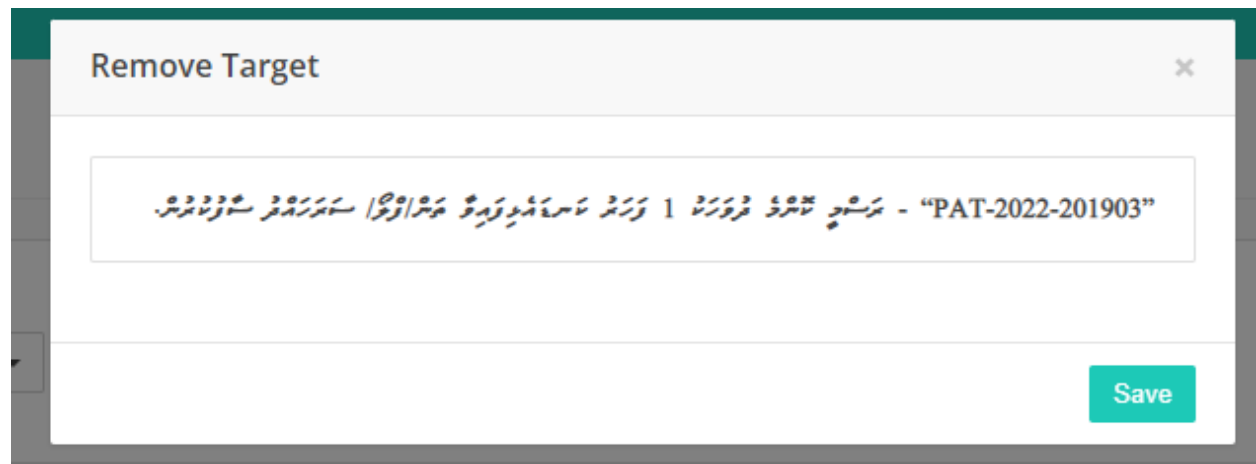 Remove Target
×
“PAT-2022-201903” - ރަސްމީ ކޮންމެ ދުވަހަކު 1 ފަހަރު ކަނޑައެޅިފައިވާ ތަން/ފްލޯ/ ސަރަހައްދު ސާފުކުރުން.
Save